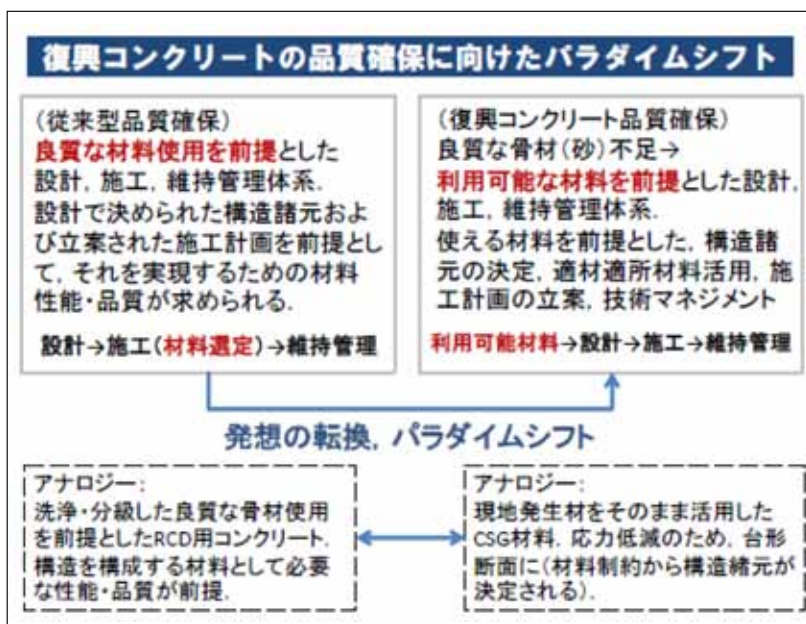 復興コンクリートの品質確保に向けたパラダイムシフト
(従来型品質確保)
良質な材料使用を前提とした
設計，施工，維持管理体系．
設計で決められた構造諸元およ
び立案された施工計画を前提とし
て，それを実現するための材料
性能・品質が求められる．
設計→施工(材料選定)→維持管理
(復興コンクリート品質確保)
良質な骨材(砂)不足→
利用可能な材料を前提とした設計，
施工，維持管理体系．
使える材料を前提とした，構造諸
元の決定，適材適所材料活用，施
工計画の立案，技術マネジメント
利用可能材料→設計→施工→維持管理
発想の転換，パラダイムシフト
アナロジー：
洗浄・分級した良質な骨材使用
を前提としたRCD用コンクリート．
構造を構成する材料として必要
な性能・品質が前提．
アナロジー：
現地発生材をそのまま活用した
CSG材料，応力低減のため，台形
断面に(材料制約から構造緒元が
決定される)．